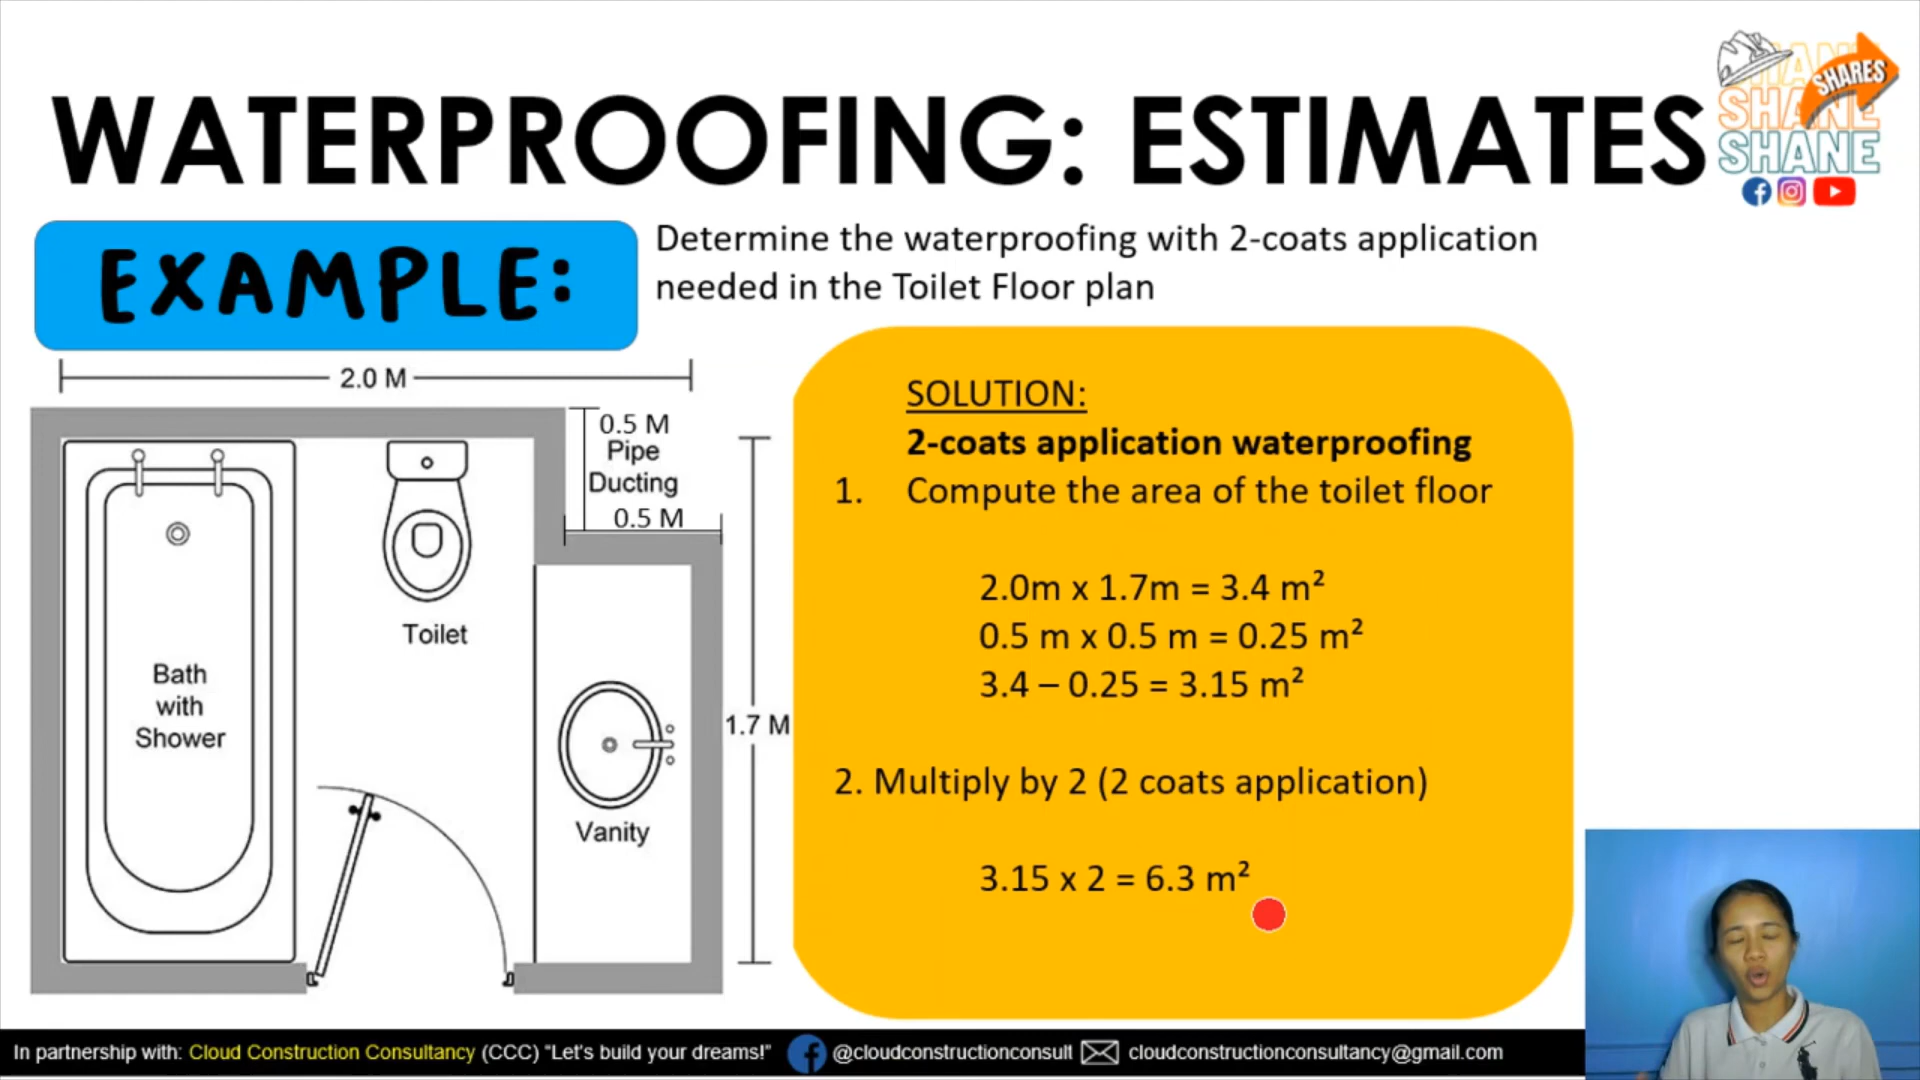 WATERPROOFING: ESTIMATES
SHANE
SHARES
SHANE
SHANE
EXAMPLE:
Determine the waterproofing with 2-coats application
needed in the Toilet Floor plan
2.0 M
0.5 M
Pipe
Ducting
0.5 M
Toilet
Bath
with
Shower
1.7 M
Vanity
SOLUTION:
2-coats application waterproofing
1. Compute the area of the toilet floor
2.0m x 1.7m = 3.4 m²
0.5 m x 0.5 m = 0.25 m²
3.4 – 0.25 = 3.15 m²
2. Multiply by 2 (2 coats application)
3.15 x 2 = 6.3 m²
In partnership with: Cloud Construction Consultancy (CCC) “Let's build your dreams!” @cloudconstructionconsult cloudconstructionconsultancy@gmail.com